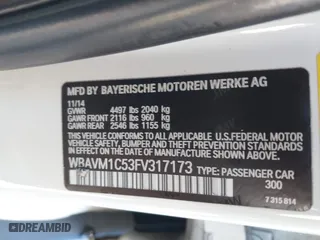 MFD BY BAYERISCHE MOTOREN WERKE AG
11/14
GVWR 4497 lbs 2040 kg
GAWR FRONT 2116 lbs 960 kg
GAWR REAR 2546 lbs 1155 kg
THIS VEHICLE CONFORMS TO ALL APPLICABLE U.S. FEDERAL MOTOR
VEHICLE SAFETY, BUMPER AND THEFT PREVENTION STANDARDS
IN EFFECT ON THE DATE OF MANUFACTURE SHOWN ABOVE.
WBAVM1C53FV317173 TYPE: PASSENGER CAR
300
7 315 814